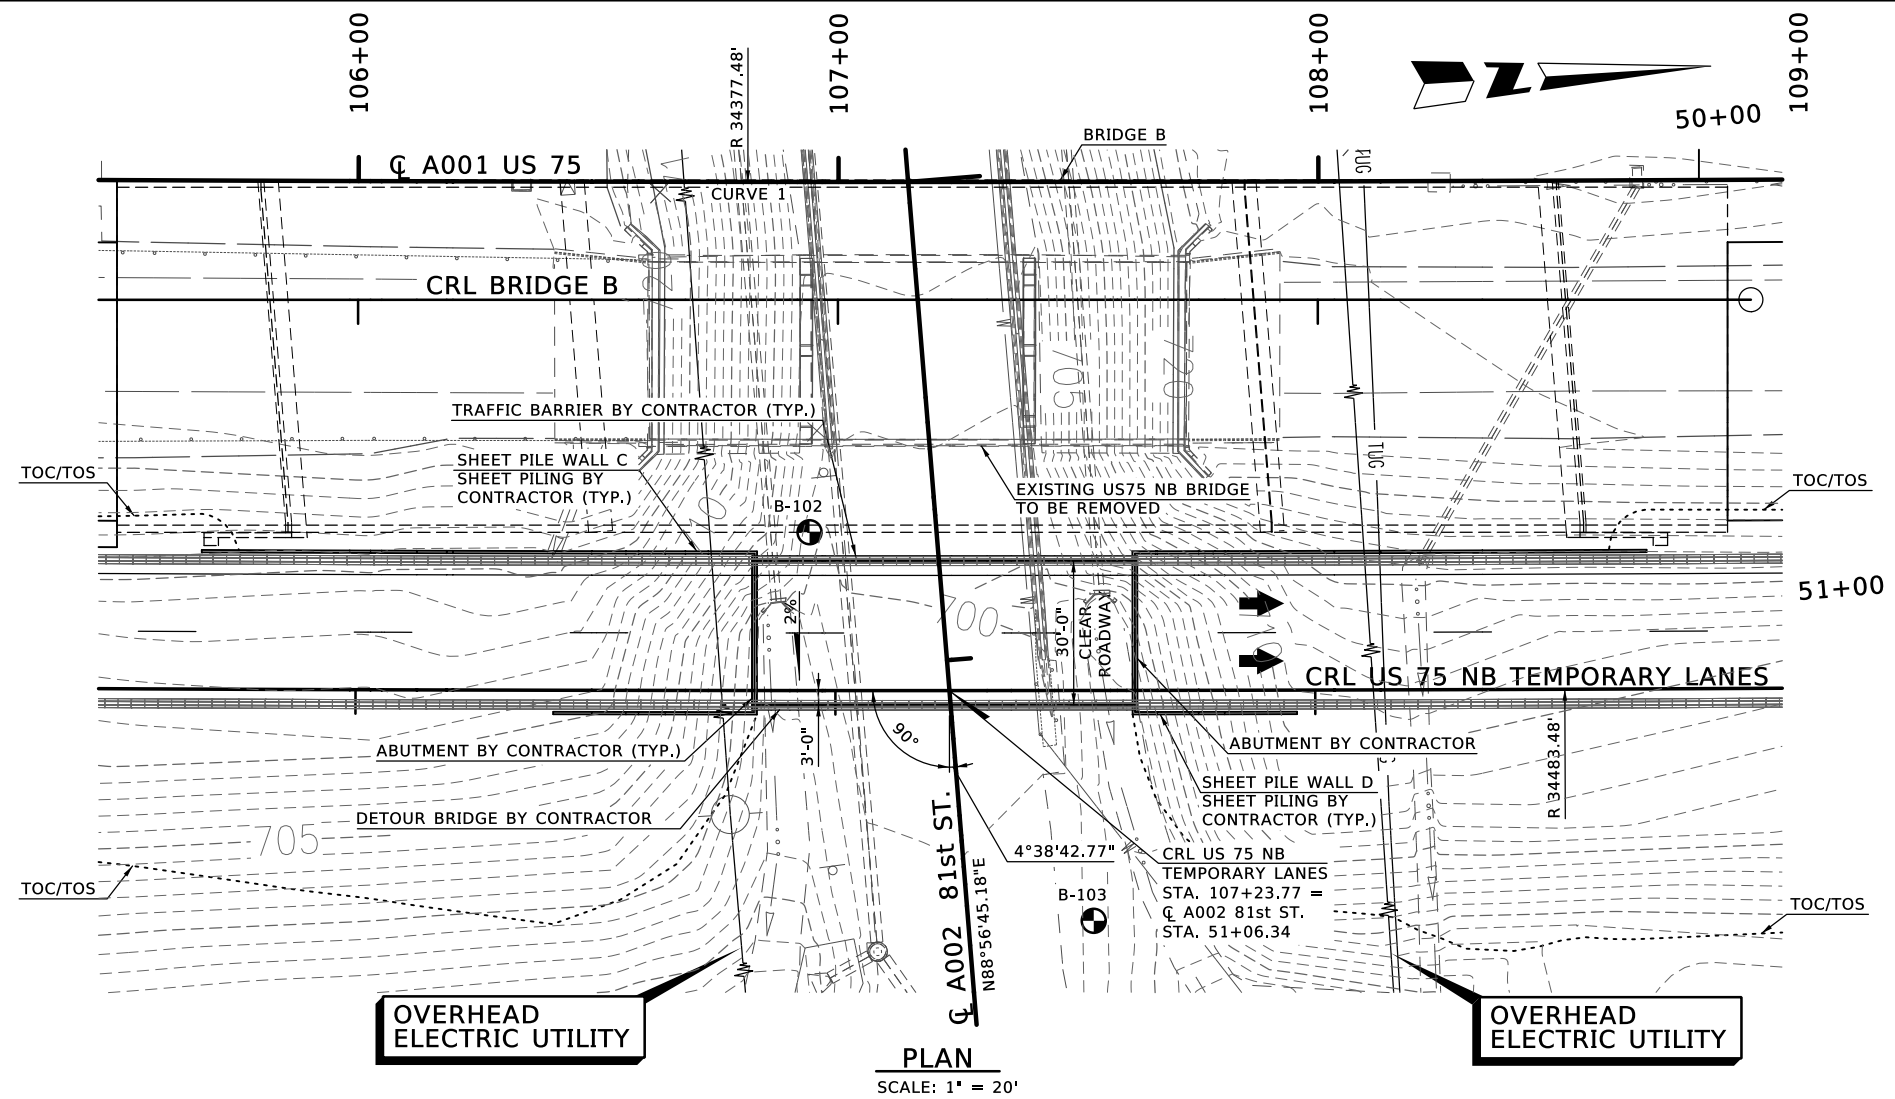 106+00
107+00
108+00
109+00
R 34377.48'
50+00
BRIDGE B
℄ A001 US 75
CURVE 1
CRL BRIDGE B
TRAFFIC BARRIER BY CONTRACTOR (TYP.)
705
720
TOC/TOS
SHEET PILE WALL C
SHEET PILING BY
CONTRACTOR (TYP.)
B-102
EXISTING US75 NB BRIDGE
TO BE REMOVED
TUG
TOC/TOS
51+00
2%
700
30'-0"
CLEAR
ROADWAY
CRL US 75 NB TEMPORARY LANES
ABUTMENT BY CONTRACTOR (TYP.)
3'-0"
90°
ABUTMENT BY CONTRACTOR
SHEET PILE WALL D
SHEET PILING BY
CONTRACTOR (TYP.)
R 34483.48'
DETOUR BRIDGE BY CONTRACTOR
705
4°38'42.77"
CRL US 75 NB
TEMPORARY LANES
STA. 107+23.77 =
℄ A002 81st ST.
STA. 51+06.34
TOC/TOS
B-103
TOC/TOS
℄ A002 81st ST.
N88°56'45.18"E
OVERHEAD
ELECTRIC UTILITY
OVERHEAD
ELECTRIC UTILITY
PLAN
SCALE: 1" = 20'